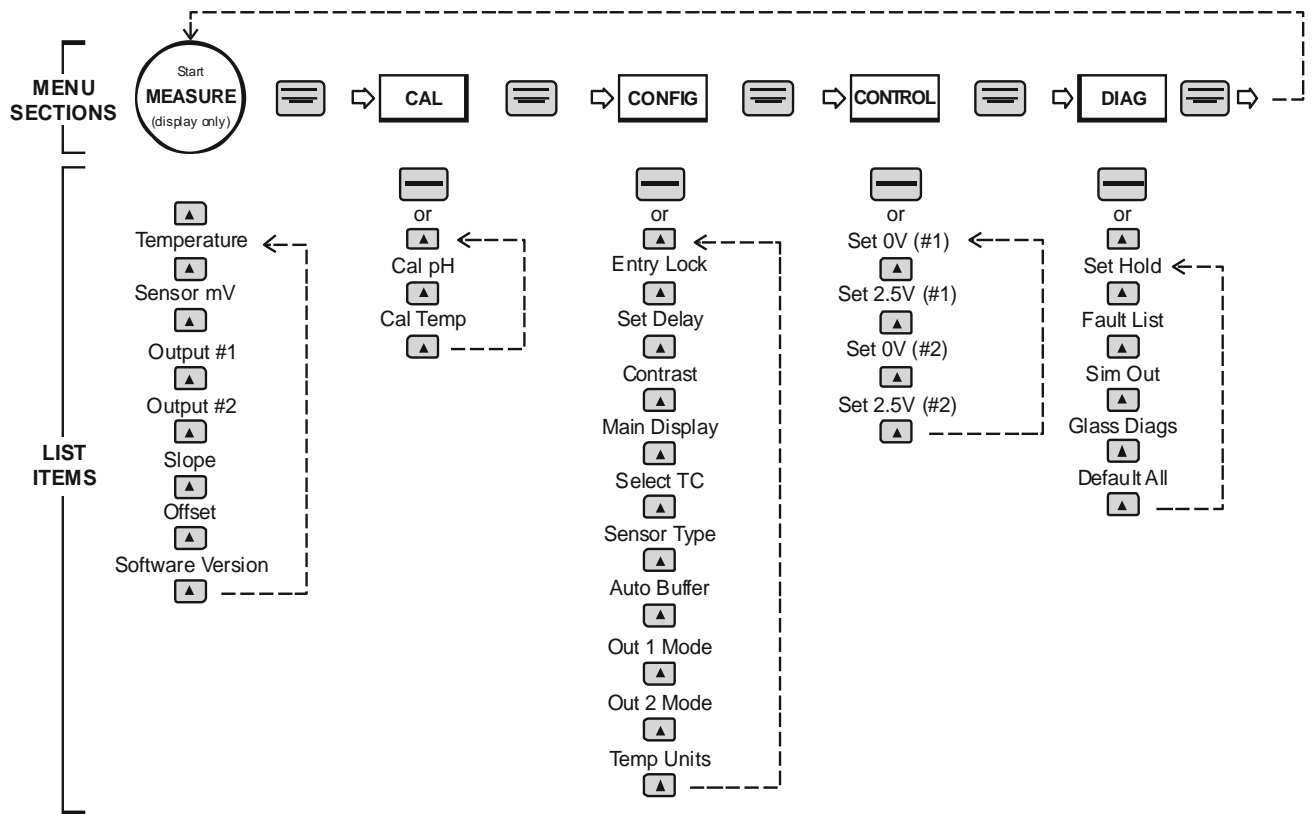 MENU
SECTIONS
Start
MEASURE
(display only)
CAL
CONFIG
CONTROL
DIAG
LIST
ITEMS
Temperature
Sensor mV
Output #1
Output #2
Slope
Offset
Software Version
or
Cal pH
Cal Temp
or
Entry Lock
Set Delay
Contrast
Main Display
Select TC
Sensor Type
Auto Buffer
Out 1 Mode
Out 2 Mode
Temp Units
or
Set 0V (#1)
Set 2.5V (#1)
Set 0V (#2)
Set 2.5V (#2)
or
Set Hold
Fault List
Sim Out
Glass Diags
Default All